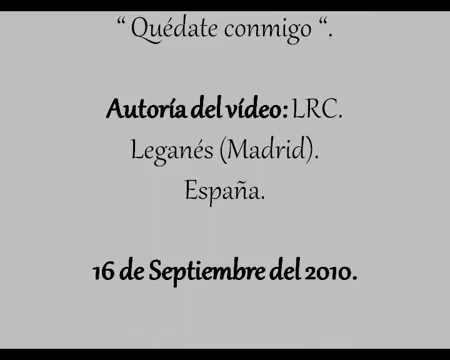 “ Quédate conmigo “.
Autoría del vídeo: LRC.
Leganés (Madrid).
España.
16 de Septiembre del 2010.